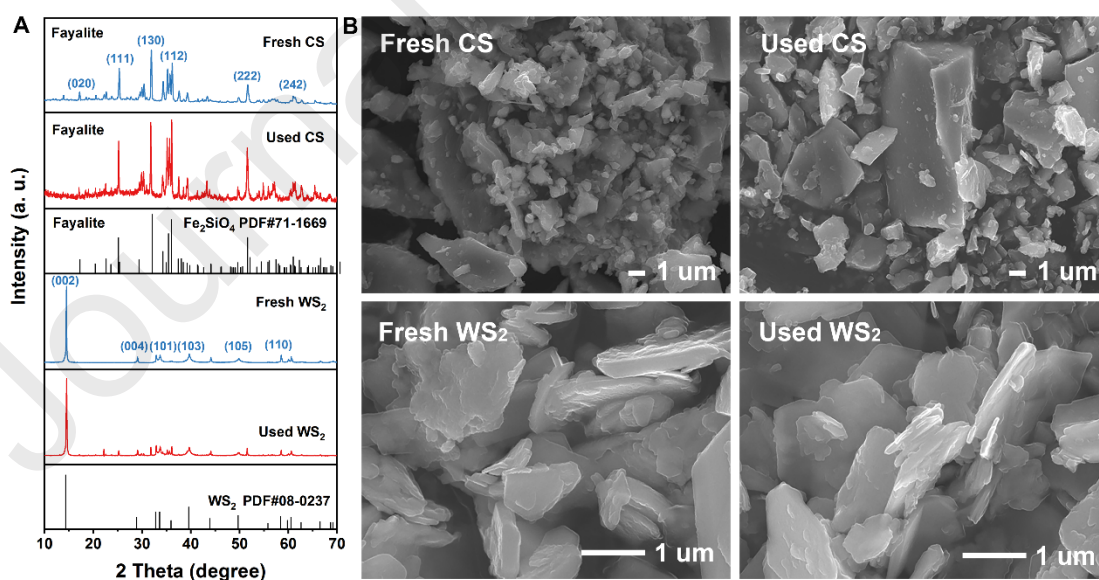 A
B
Intensity (a. u.)
Fayalite
Fresh CS
(020)
(111)
(130)
(112)
(222)
(242)
Fayalite
Used CS
Fayalite
Fe₂SiO₄ PDF#71-1669
Fresh WS₂
(002)
(004)
(101)
(103)
(105)
(110)
Used WS₂
WS₂ PDF#08-0237
10 20 30 40 50 60 70
2 Theta (degree)
Fresh CS
1 um
Used CS
1 um
Fresh WS₂
1 um
Used WS₂
1 um
Journa